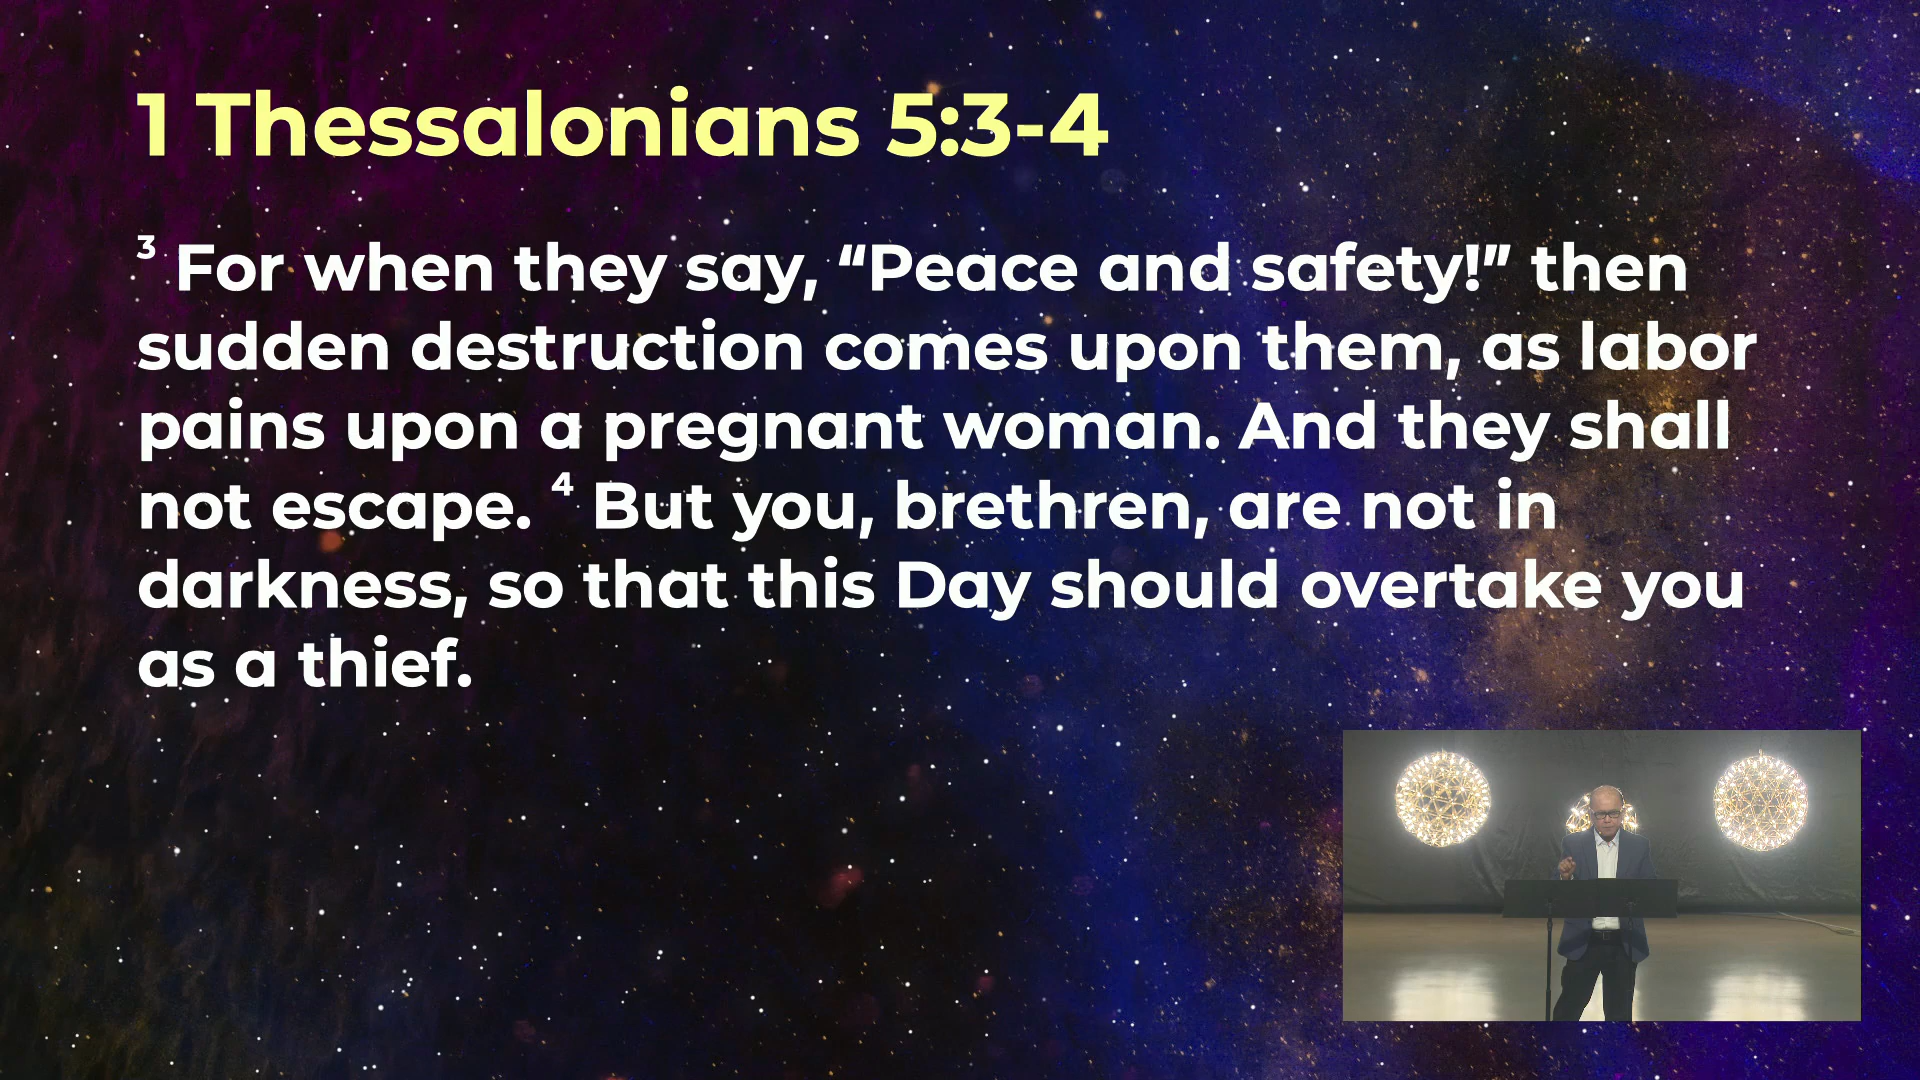 1 Thessalonians 5:3-4
3 For when they say, “Peace and safety!” then
sudden destruction comes upon them, as labor
pains upon a pregnant woman. And they shall
not escape. 4 But you, brethren, are not in
darkness, so that this Day should overtake you
as a thief.